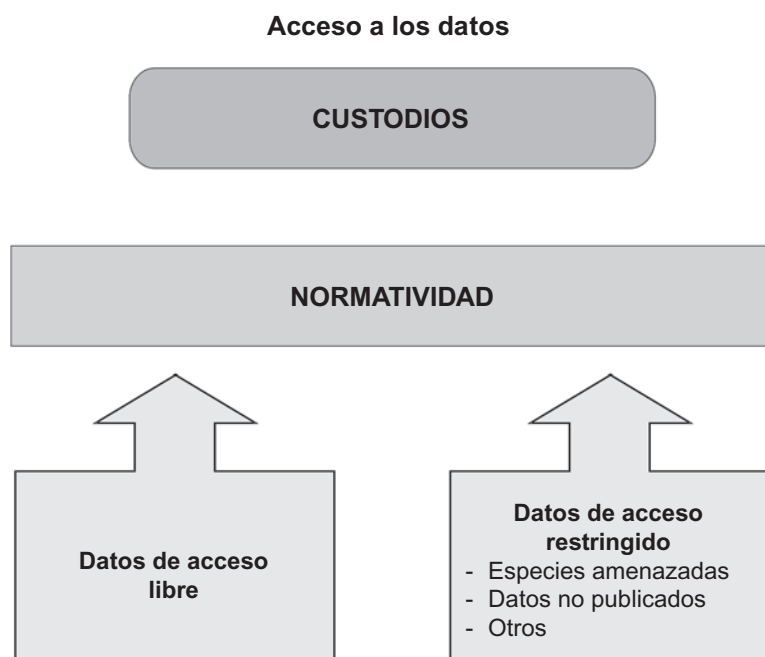 Acceso a los datos
CUSTODIOS
NORMATIVIDAD
Datos de acceso
libre
Datos de acceso
restringido
- Especies amenazadas
- Datos no publicados
- Otros